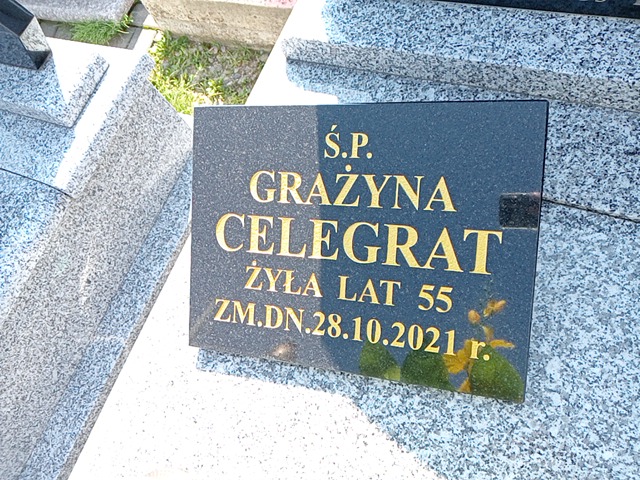 Ś.P.
GRAŻYNA
CELEGRAT
ŻYŁA LAT 55
ZM.DN.28.10.2021 r.